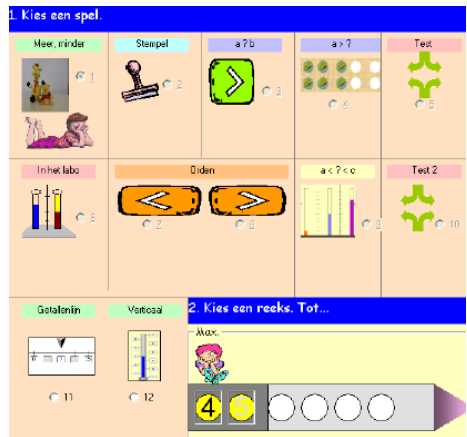 1. Kies een spel.
Meer, minder
Stempel
a ? b
a > ?
Test
1
2
3
4
5
In het labo
Orden
a < ? < c
Test 2
6
7
8
9
10
Getallenlijn
Verticaal
11
12
2. Kies een reeks. Tot...
Max.
4
5